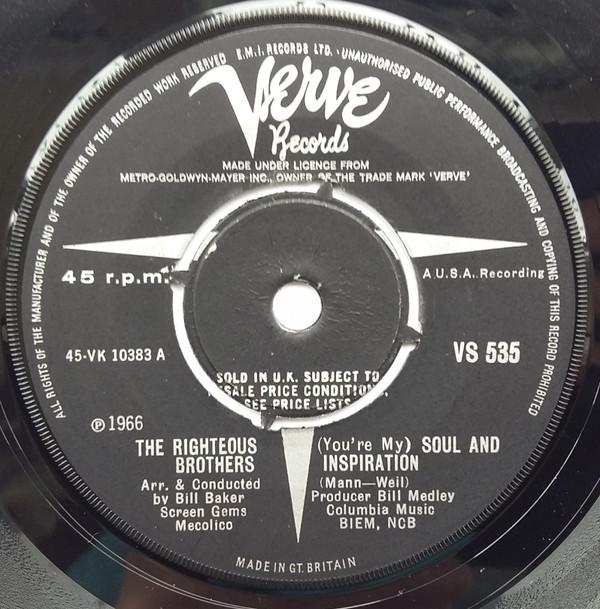 ALL RIGHTS OF THE MANUFACTURER AND OF THE OWNER OF THE RECORDED WORK RESERVED E.M.I. RECORDS LTD. · UNAUTHORISED PUBLIC PERFORMANCE BROADCASTING AND COPYING OF THIS RECORD PROHIBITED
Verve
Records
MADE UNDER LICENCE FROM
METRO-GOLDWYN-MAYER INC., OWNER OF THE TRADE MARK 'VERVE'
45 r.p.m.
A U.S.A. Recording
45-VK 10383 A
VS 535
SOLD IN U.K. SUBJECT TO
SALE PRICE CONDITIONS,
SEE PRICE LISTS
℗ 1966
THE RIGHTEOUS
BROTHERS
Arr. & Conducted
by Bill Baker
Screen Gems
Mecolico
(You're My) SOUL AND
INSPIRATION
(Mann—Weil)
Producer Bill Medley
Columbia Music
BIEM, NCB
MADE IN GT. BRITAIN